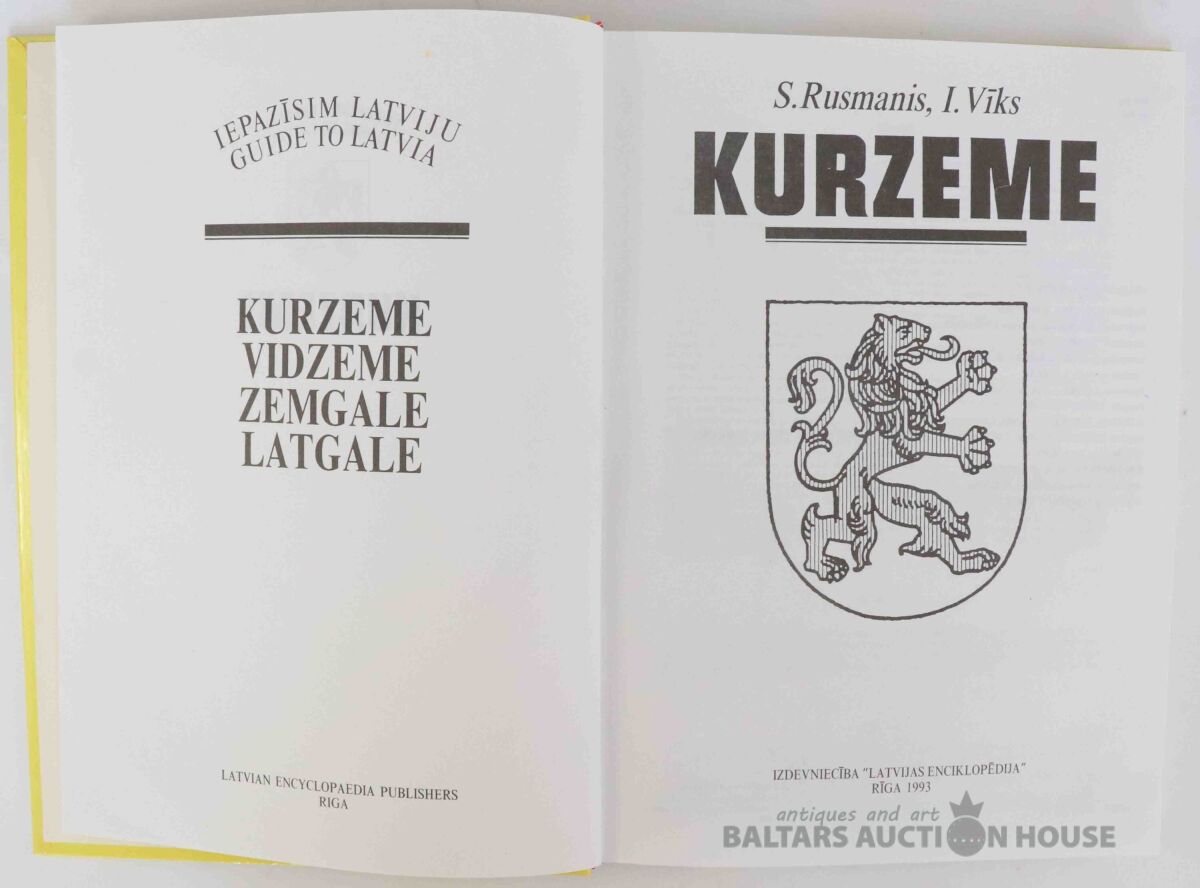 IEPAZĪSIM LATVIJU
GUIDE TO LATVIA
KURZEME
VIDZEME
ZEMGALE
LATGALE
LATVIAN ENCYCLOPAEDIA PUBLISHERS
RIGA
S.Rusmanis, I.Vīks
KURZEME
IZDEVNIECĪBA "LATVIJAS ENCIKLOPĒDIJA"
RĪGA 1993
antiques and art
BALTARS AUCTION HOUSE